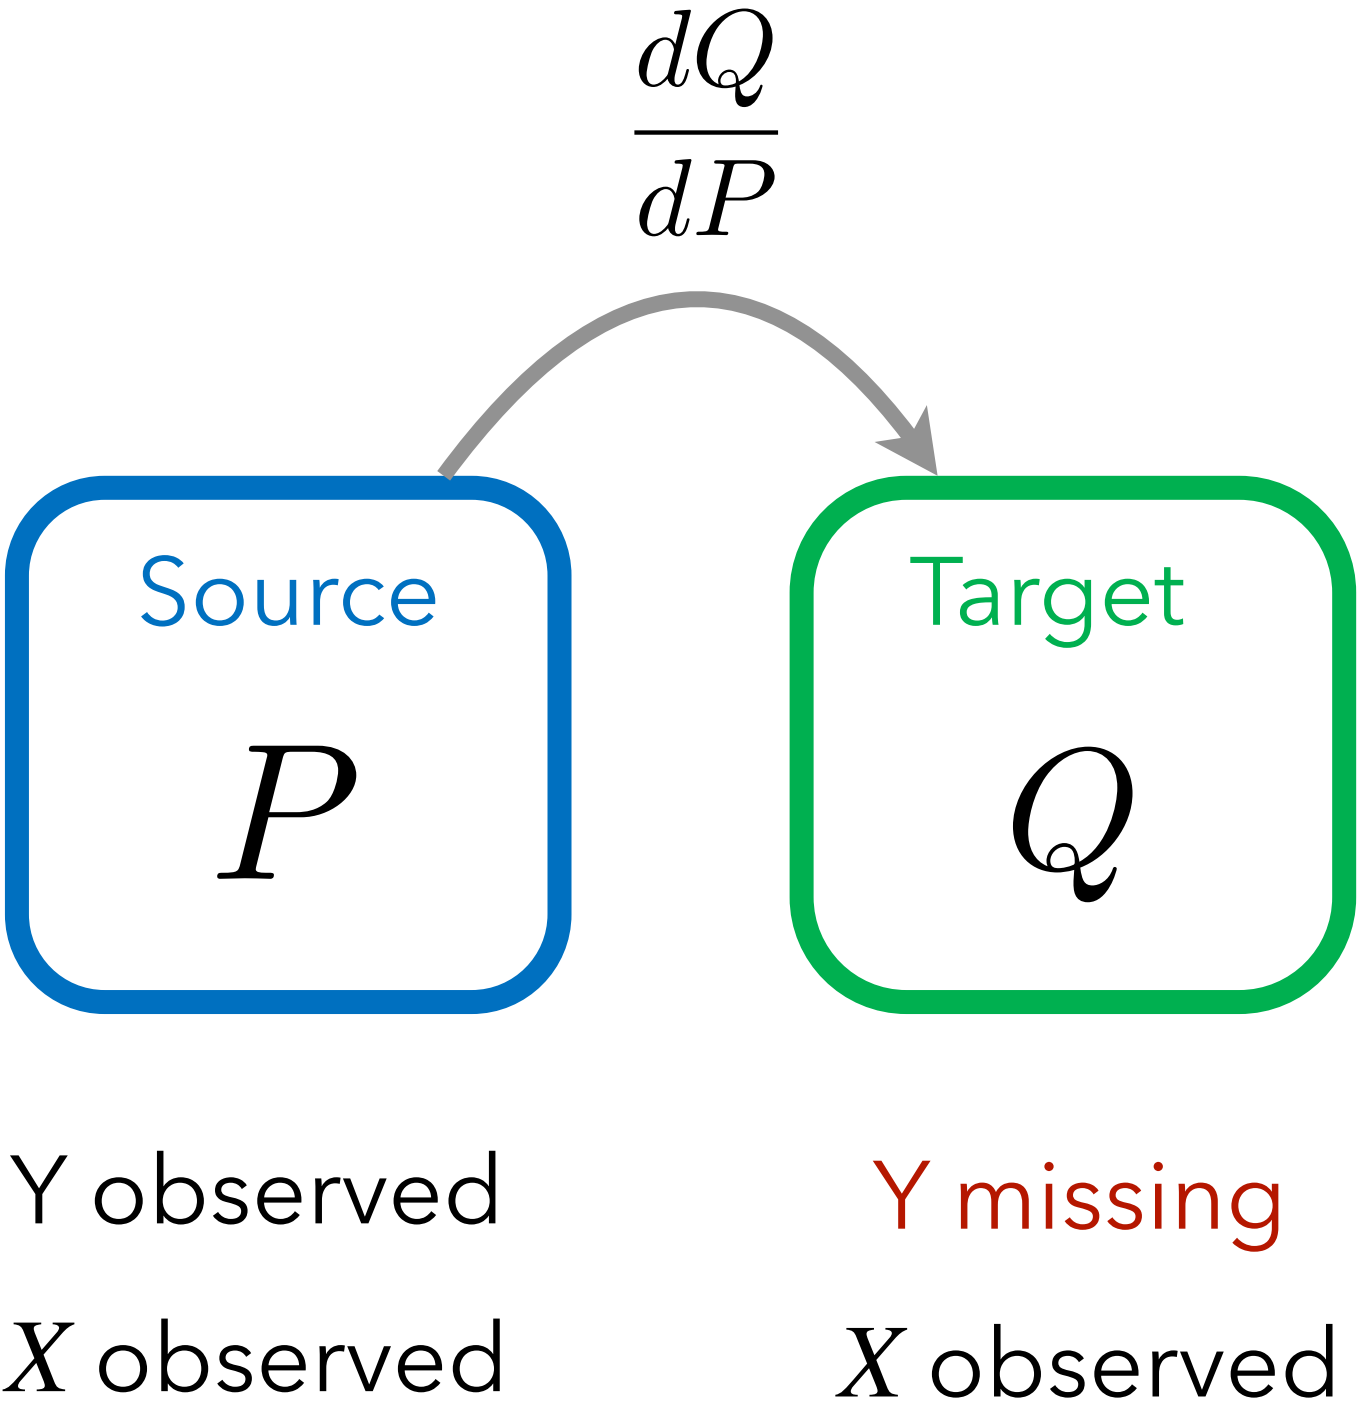 dQ
dP
Source
Target
P
Q
Y observed
Y missing
X observed
X observed